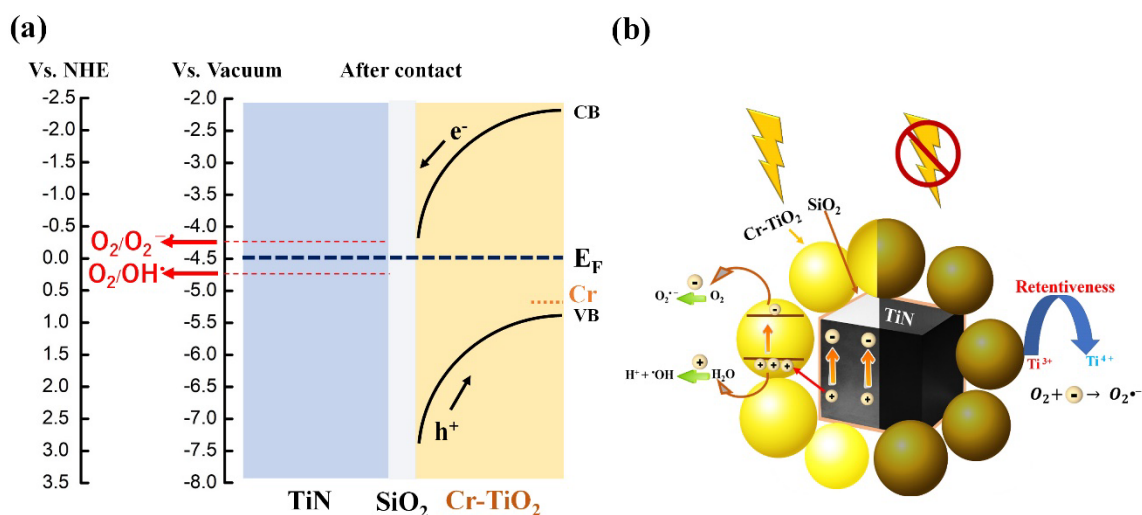 (a)
Vs. NHE
Vs. Vacuum
After contact
-2.5
-2.0
-1.5
-1.0
-0.5
0.0
0.5
1.0
1.5
2.0
2.5
3.0
3.5
-2.0
-2.5
-3.0
-3.5
-4.0
-4.5
-5.0
-5.5
-6.0
-6.5
-7.0
-7.5
-8.0
CB
e⁻
O₂/O₂⁻•
O₂/OH•
E_F
Cr
VB
h⁺
TiN
SiO₂
Cr-TiO₂
(b)
SiO₂
Cr-TiO₂
TiN
O₂•⁻
O₂
H⁺ + •OH
H₂O
Retentiveness
Ti³⁺
Ti⁴⁺
O₂ + - → O₂•⁻